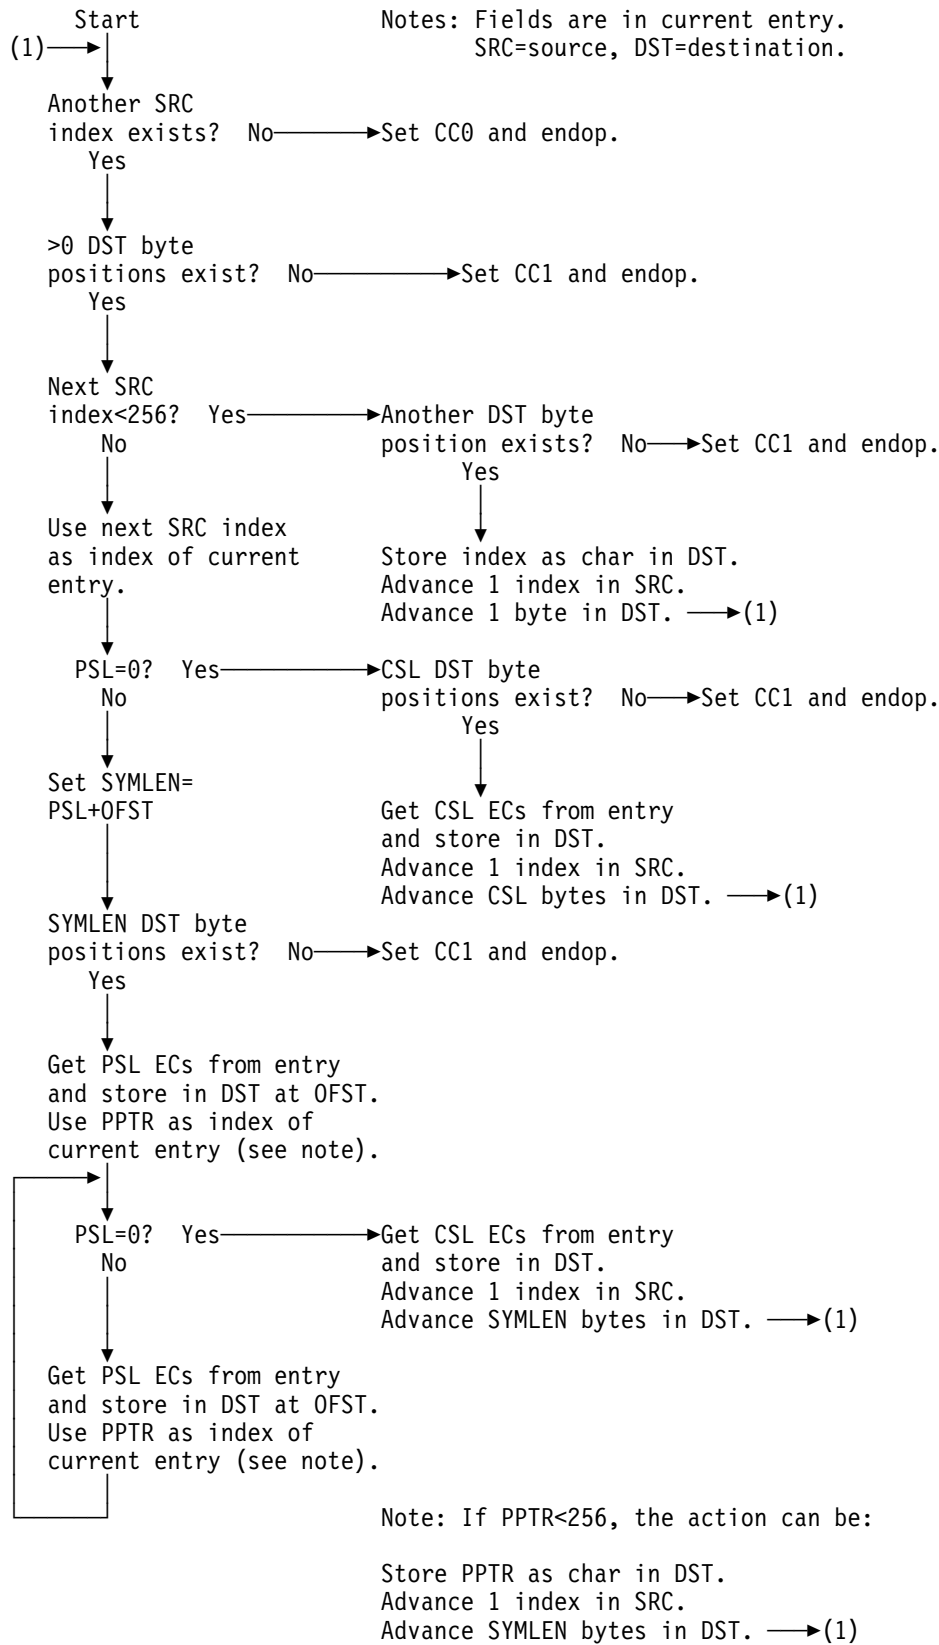 Start
Notes: Fields are in current entry.
(1)
SRC=source, DST=destination.
Another SRC
index exists? No Set CC0 and endop.
Yes
>0 DST byte
positions exist? No Set CC1 and endop.
Yes
Next SRC
index<256? Yes Another DST byte
No position exists? No Set CC1 and endop.
Yes
Use next SRC index
as index of current Store index as char in DST.
entry. Advance 1 index in SRC.
Advance 1 byte in DST. (1)
PSL=0? Yes CSL DST byte
No positions exist? No Set CC1 and endop.
Yes
Set SYMLEN=
PSL+OFST Get CSL ECs from entry
and store in DST.
Advance 1 index in SRC.
Advance CSL bytes in DST. (1)
SYMLEN DST byte
positions exist? No Set CC1 and endop.
Yes
Get PSL ECs from entry
and store in DST at OFST.
Use PPTR as index of
current entry (see note).
PSL=0? Yes Get CSL ECs from entry
No and store in DST.
Advance 1 index in SRC.
Advance SYMLEN bytes in DST. (1)
Get PSL ECs from entry
and store in DST at OFST.
Use PPTR as index of
current entry (see note).
Note: If PPTR<256, the action can be:
Store PPTR as char in DST.
Advance 1 index in SRC.
Advance SYMLEN bytes in DST. (1)